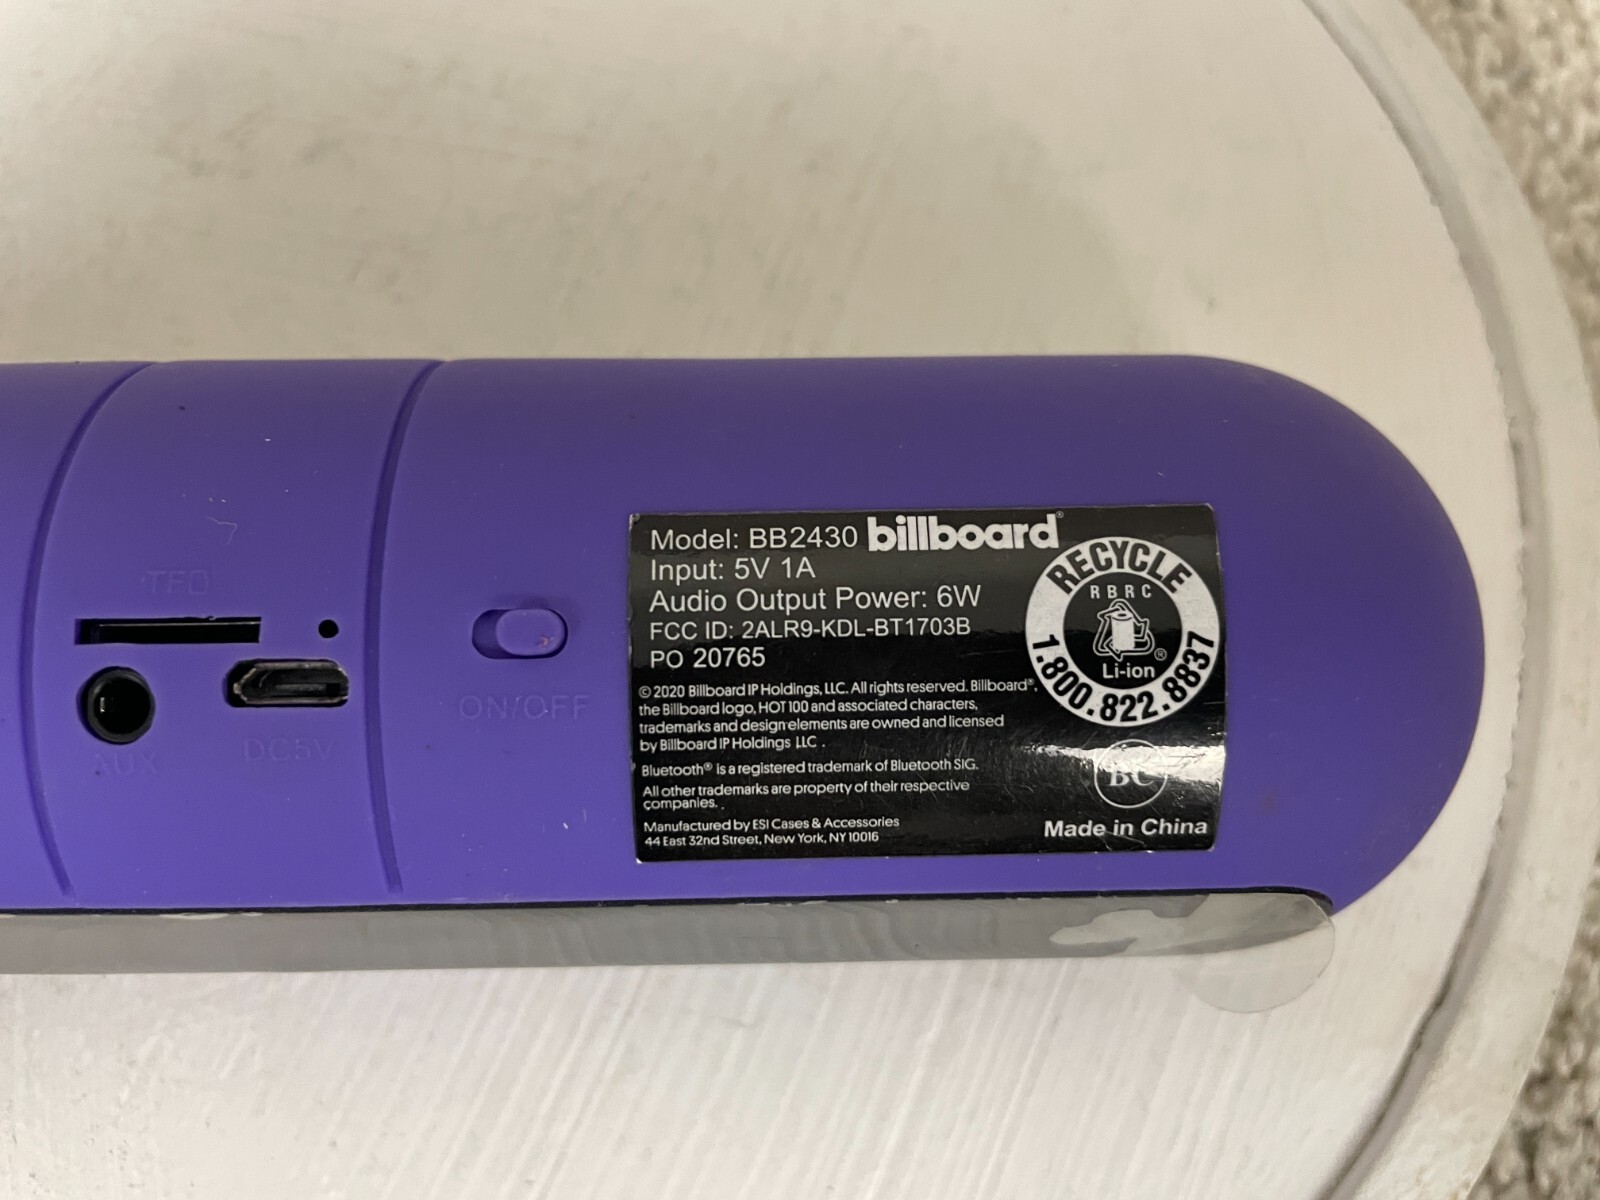 TF
AUX
DC5V
ON/OFF
Model: BB2430 billboard®
Input: 5V 1A
Audio Output Power: 6W
FCC ID: 2ALR9-KDL-BT1703B
PO 20765
© 2020 Billboard IP Holdings, LLC. All rights reserved. Billboard®,
the Billboard logo, HOT 100 and associated characters,
trademarks and design elements are owned and licensed
by Billboard IP Holdings LLC .
Bluetooth® is a registered trademark of Bluetooth SIG.
All other trademarks are property of their respective
companies. .
Manufactured by ESI Cases & Accessories
44 East 32nd Street, New York, NY 10016
RECYCLE
RBRC
®
Li-ion
1.800.822.8837
BC
Made in China